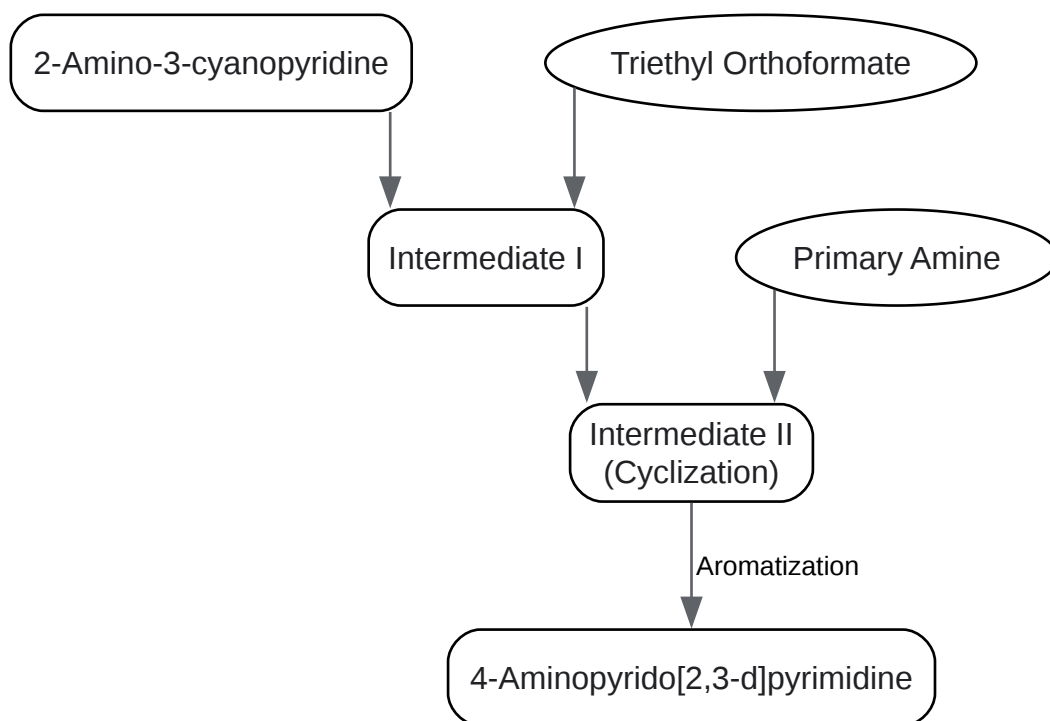 2-Amino-3-cyanopyridine
Triethyl Orthoformate
Intermediate I
Primary Amine
Intermediate II
(Cyclization)
Aromatization
4-Aminopyrido[2,3-d]pyrimidine